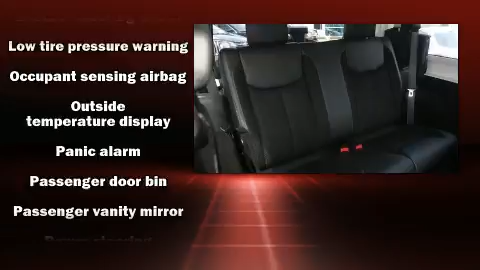 Low tire pressure warning
Occupant sensing airbag
Outside
temperature display
Panic alarm
Passenger door bin
Passenger vanity mirror